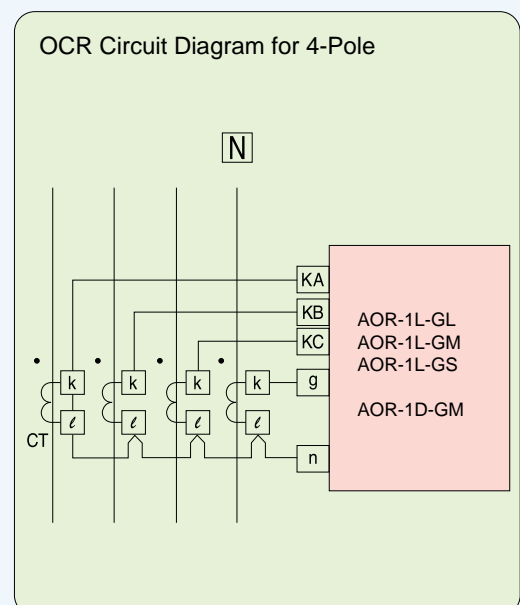 OCR Circuit Diagram for 4-Pole
N
KA
KB
KC
g
n
AOR-1L-GL
AOR-1L-GM
AOR-1L-GS
AOR-1D-GM
k k k k
ℓ ℓ ℓ ℓ
CT